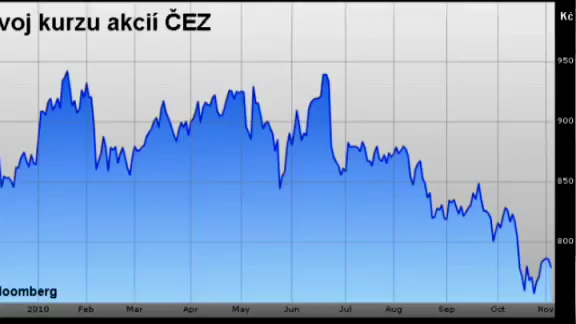 voj kurzu akcií ČEZ
Kč
950
900
850
800
loomberg
2010 Feb Mar Apr May Jun Jul Aug Sep Oct Nov